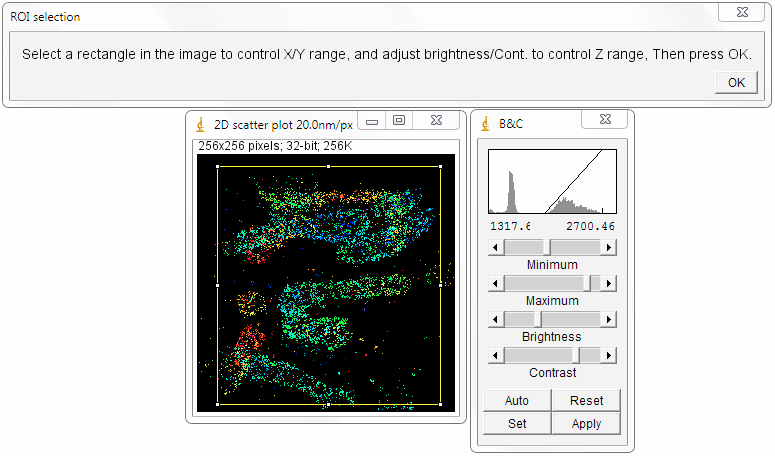 ROI selection
Select a rectangle in the image to control X/Y range, and adjust brightness/Cont. to control Z range, Then press OK.
OK
2D scatter plot 20.0nm/px
256x256 pixels; 32-bit; 256K
B&C
1317.6 2700.46
Minimum
Maximum
Brightness
Contrast
Auto Reset
Set Apply